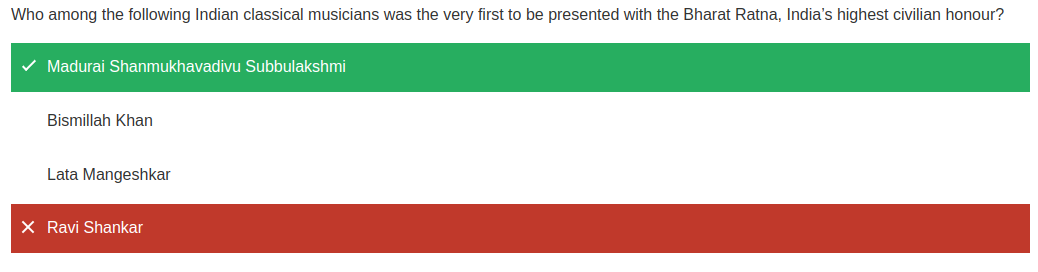 Who among the following Indian classical musicians was the very first to be presented with the Bharat Ratna, India’s highest civilian honour?
Madurai Shanmukhavadivu Subbulakshmi
Bismillah Khan
Lata Mangeshkar
Ravi Shankar